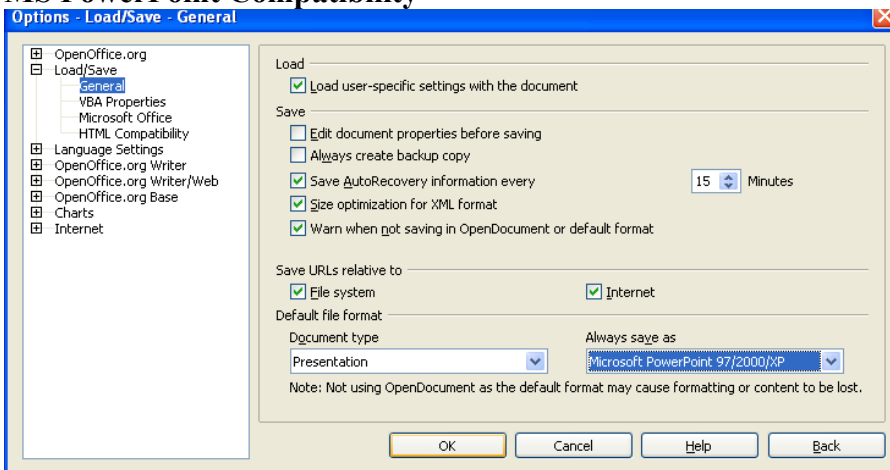 MS PowerPoint Compatibility
Options - Load/Save - General
OpenOffice.org
Load/Save
General
VBA Properties
Microsoft Office
HTML Compatibility
Language Settings
OpenOffice.org Writer
OpenOffice.org Writer/Web
OpenOffice.org Base
Charts
Internet
Load
Load user-specific settings with the document
Save
Edit document properties before saving
Always create backup copy
Save AutoRecovery information every 15 Minutes
Size optimization for XML format
Warn when not saving in OpenDocument or default format
Save URLs relative to
File system Internet
Default file format
Document type Always save as
Presentation Microsoft PowerPoint 97/2000/XP
Note: Not using OpenDocument as the default format may cause formatting or content to be lost.
OK Cancel Help Back